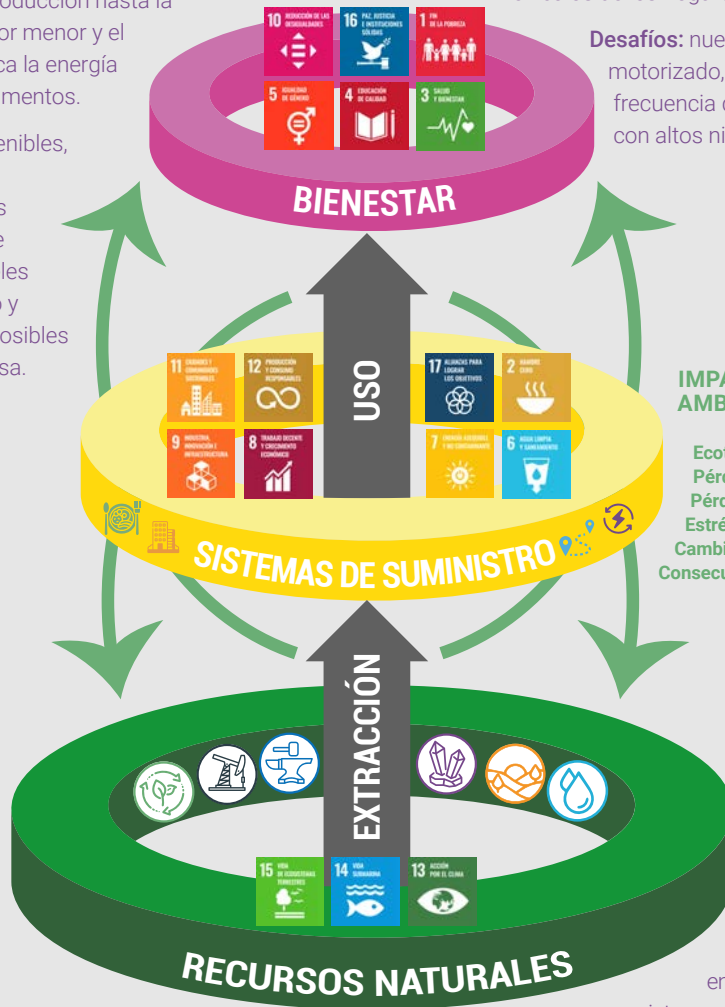 oducción hasta la
or menor y el
ca la energía
mentos.
enibles,
s
e
les
o y
osibles
sa.
Desafíos: nue
motorizado,
frecuencia
con altos ni
10 REDUCCIÓN DE LAS
DESIGUALDADES
16 PAZ, JUSTICIA
E INSTITUCIONES
SÓLIDAS
1 FIN
DE LA POBREZA
5 IGUALDAD
DE GÉNERO
4 EDUCACIÓN
DE CALIDAD
3 SALUD
Y BIENESTAR
BIENESTAR
USO
11 CIUDADES Y
COMUNIDADES
SOSTENIBLES
12 PRODUCCIÓN
Y CONSUMO
RESPONSABLES
17 ALIANZAS PARA
LOGRAR
LOS OBJETIVOS
2 HAMBRE
CERO
9 INDUSTRIA,
INNOVACIÓN E
INFRAESTRUCTURA
8 TRABAJO DECENTE
Y CRECIMIENTO
ECONÓMICO
7 ENERGÍA ASEQUIBLE
Y NO CONTAMINANTE
6 AGUA LIMPIA
Y SANEAMIENTO
SISTEMAS DE SUMINISTRO
IMPA
AMB
Ecot
Pérd
Pérd
Estré
Cambi
Consecu
EXTRACCIÓN
15 VIDA
DE ECOSISTEMAS
TERRESTRES
14 VIDA
SUBMARINA
13 ACCIÓN
POR EL CLIMA
RECURSOS NATURALES
en